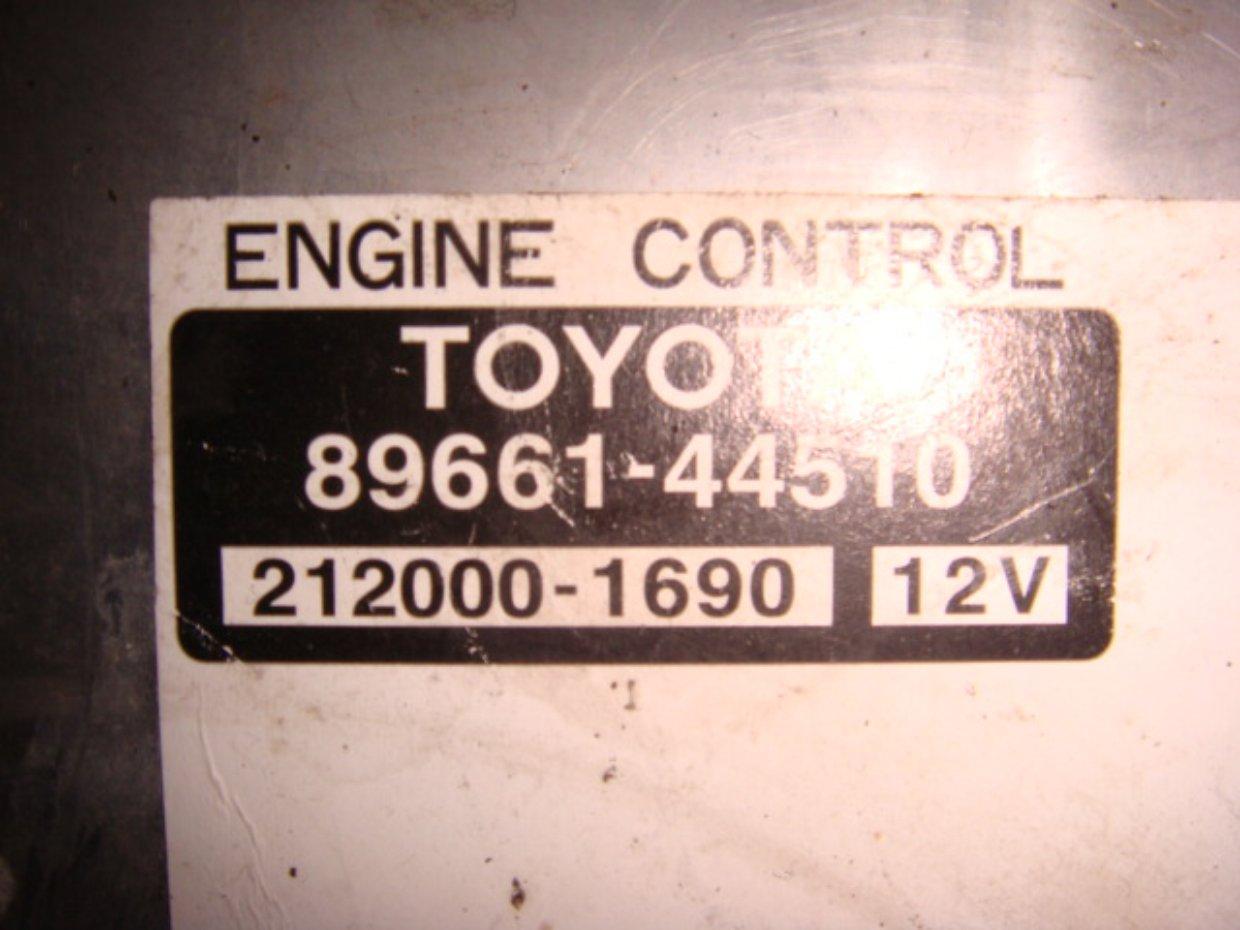 ENGINE CONTROL
TOYOTA
89661-44510
212000-1690 12V